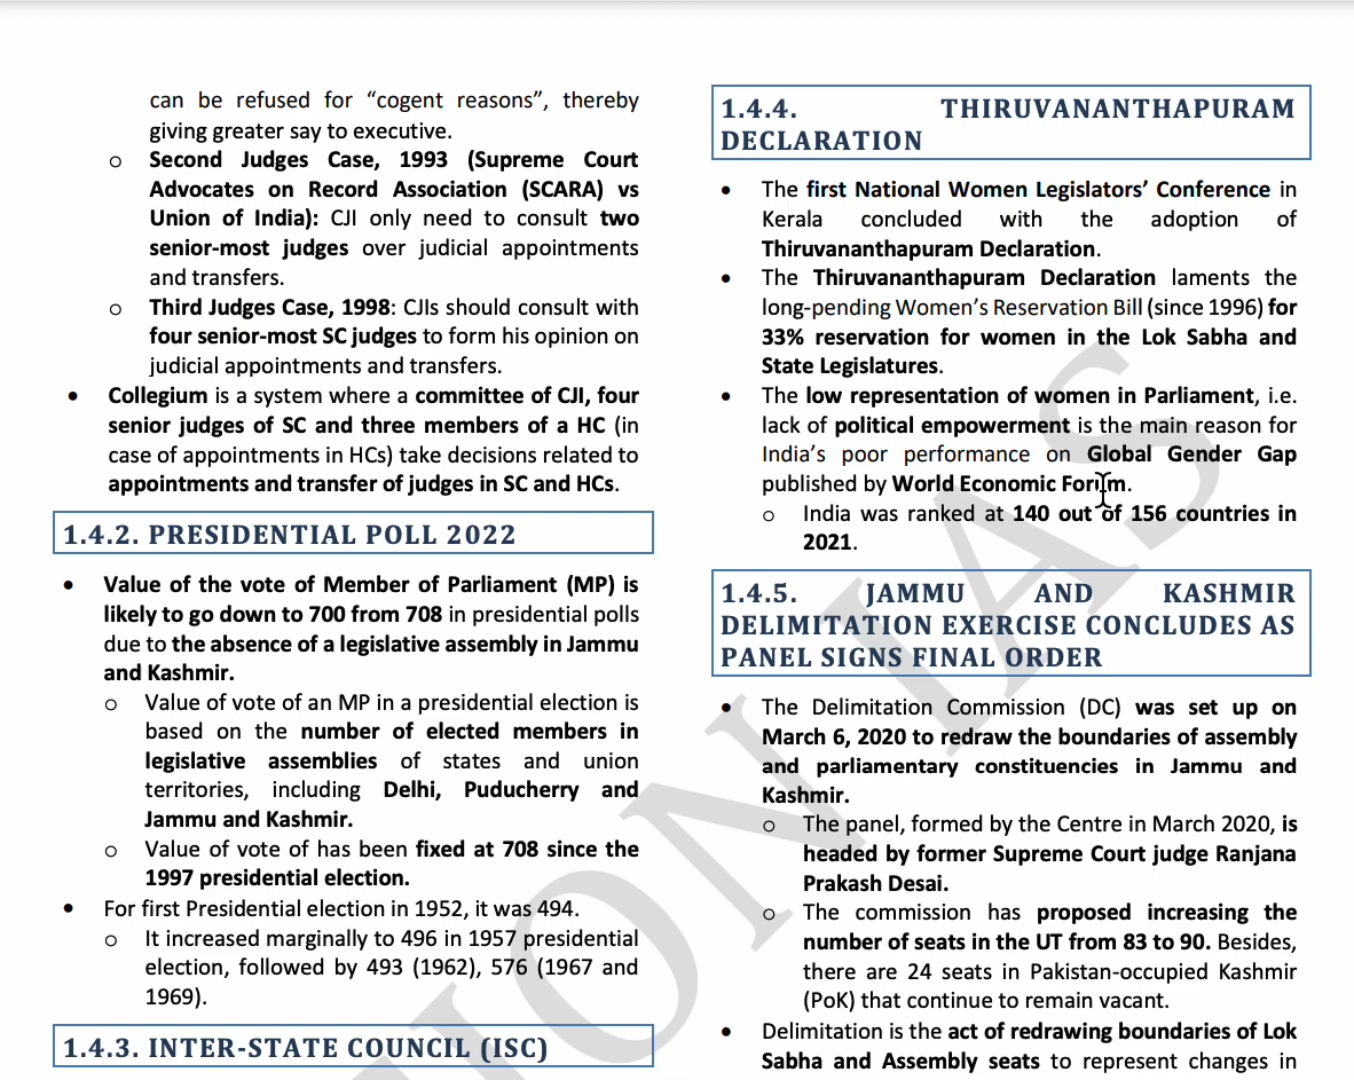 can be refused for “cogent reasons”, thereby
giving greater say to executive.
o Second Judges Case, 1993 (Supreme Court
Advocates on Record Association (SCARA) vs
Union of India): CJI only need to consult two
senior-most judges over judicial appointments
and transfers.
o Third Judges Case, 1998: CJIs should consult with
four senior-most SC judges to form his opinion on
judicial appointments and transfers.
• Collegium is a system where a committee of CJI, four
senior judges of SC and three members of a HC (in
case of appointments in HCs) take decisions related to
appointments and transfer of judges in SC and HCs.
1.4.2. PRESIDENTIAL POLL 2022
• Value of the vote of Member of Parliament (MP) is
likely to go down to 700 from 708 in presidential polls
due to the absence of a legislative assembly in Jammu
and Kashmir.
o Value of vote of an MP in a presidential election is
based on the number of elected members in
legislative assemblies of states and union
territories, including Delhi, Puducherry and
Jammu and Kashmir.
o Value of vote of has been fixed at 708 since the
1997 presidential election.
• For first Presidential election in 1952, it was 494.
o It increased marginally to 496 in 1957 presidential
election, followed by 493 (1962), 576 (1967 and
1969).
1.4.3. INTER-STATE COUNCIL (ISC)
1.4.4. THIRUVANANTHAPURAM
DECLARATION
• The first National Women Legislators’ Conference in
Kerala concluded with the adoption of
Thiruvananthapuram Declaration.
• The Thiruvananthapuram Declaration laments the
long-pending Women’s Reservation Bill (since 1996) for
33% reservation for women in the Lok Sabha and
State Legislatures.
• The low representation of women in Parliament, i.e.
lack of political empowerment is the main reason for
India’s poor performance on Global Gender Gap
published by World Economic Forum.
o India was ranked at 140 out of 156 countries in
2021.
1.4.5. JAMMU AND KASHMIR
DELIMITATION EXERCISE CONCLUDES AS
PANEL SIGNS FINAL ORDER
• The Delimitation Commission (DC) was set up on
March 6, 2020 to redraw the boundaries of assembly
and parliamentary constituencies in Jammu and
Kashmir.
o The panel, formed by the Centre in March 2020, is
headed by former Supreme Court judge Ranjana
Prakash Desai.
o The commission has proposed increasing the
number of seats in the UT from 83 to 90. Besides,
there are 24 seats in Pakistan-occupied Kashmir
(PoK) that continue to remain vacant.
• Delimitation is the act of redrawing boundaries of Lok
Sabha and Assembly seats to represent changes in
ION IAS